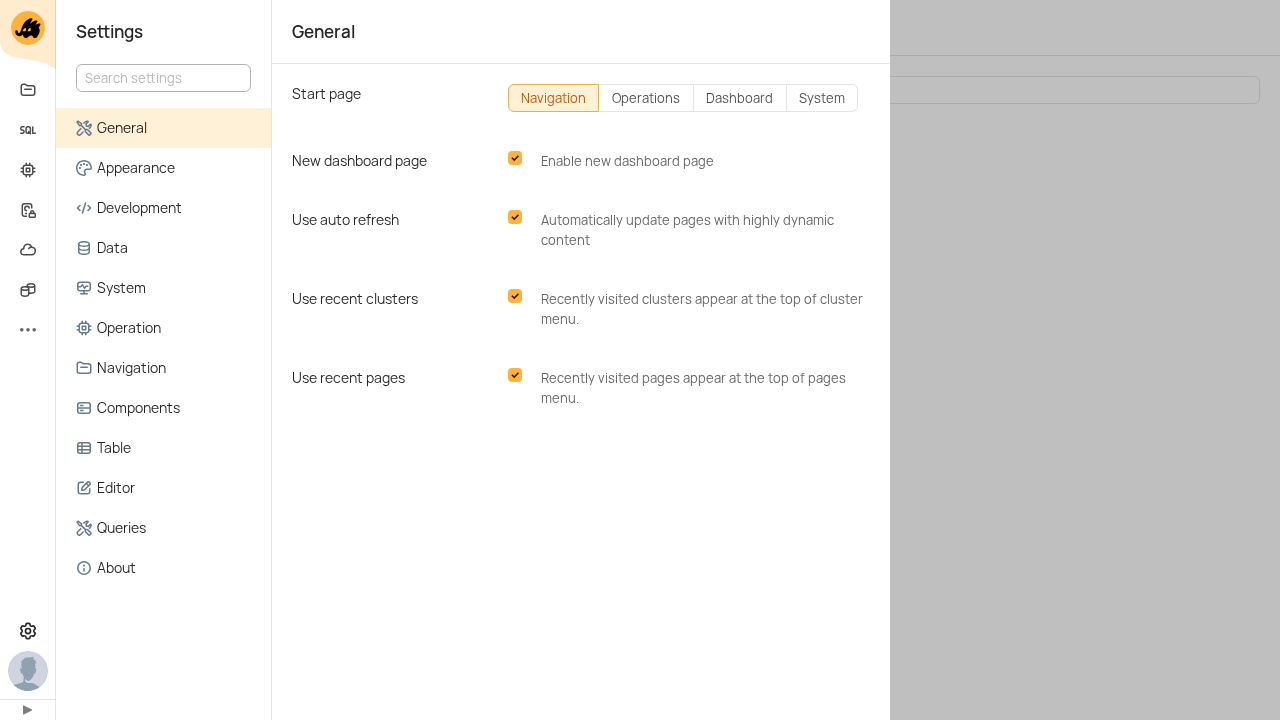 Settings
Search settings
General
Appearance
Development
Data
System
Operation
Navigation
Components
Table
Editor
Queries
About
SQL
General
Start page
Navigation
Operations
Dashboard
System
New dashboard page
Enable new dashboard page
Use auto refresh
Automatically update pages with highly dynamic
content
Use recent clusters
Recently visited clusters appear at the top of cluster
menu.
Use recent pages
Recently visited pages appear at the top of pages
menu.